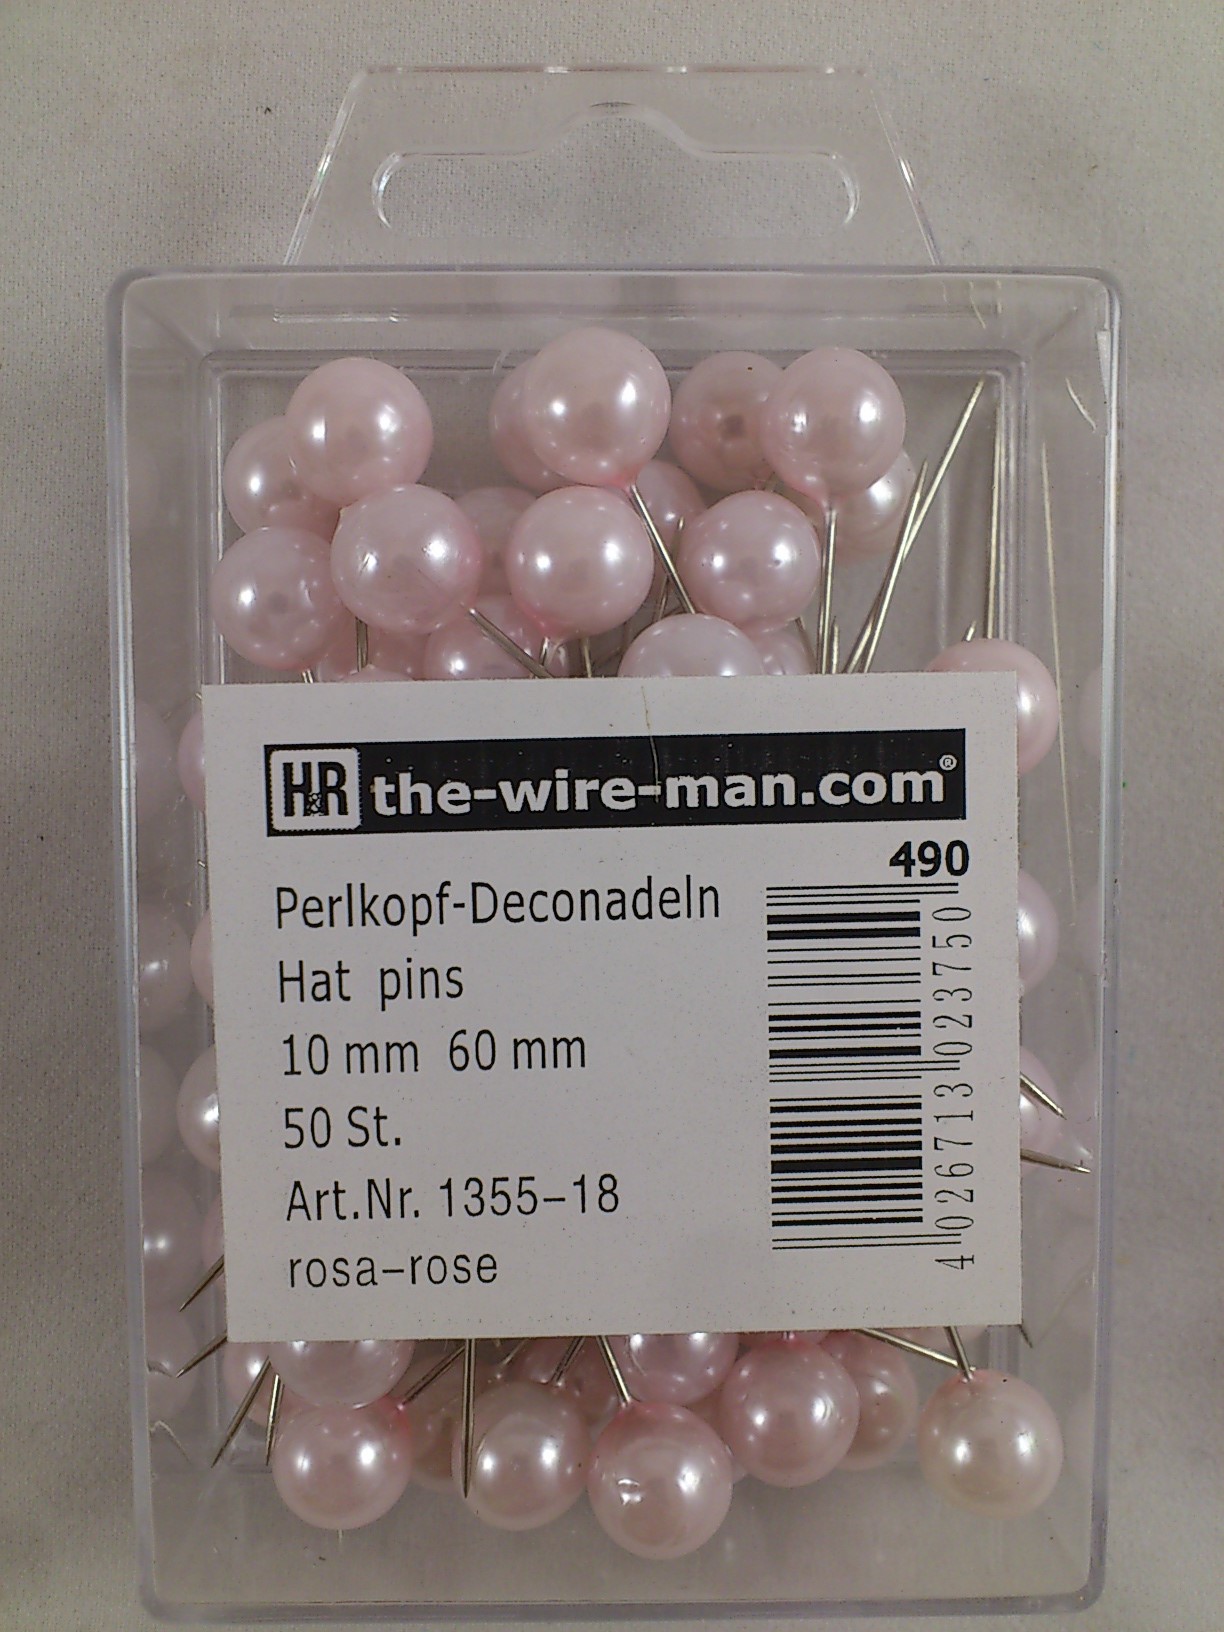 H&R the-wire-man.com®
490
Perlkopf-Deconadeln
Hat pins
10 mm 60 mm
50 St.
Art.Nr. 1355-18
rosa-rose
4 026713 023750